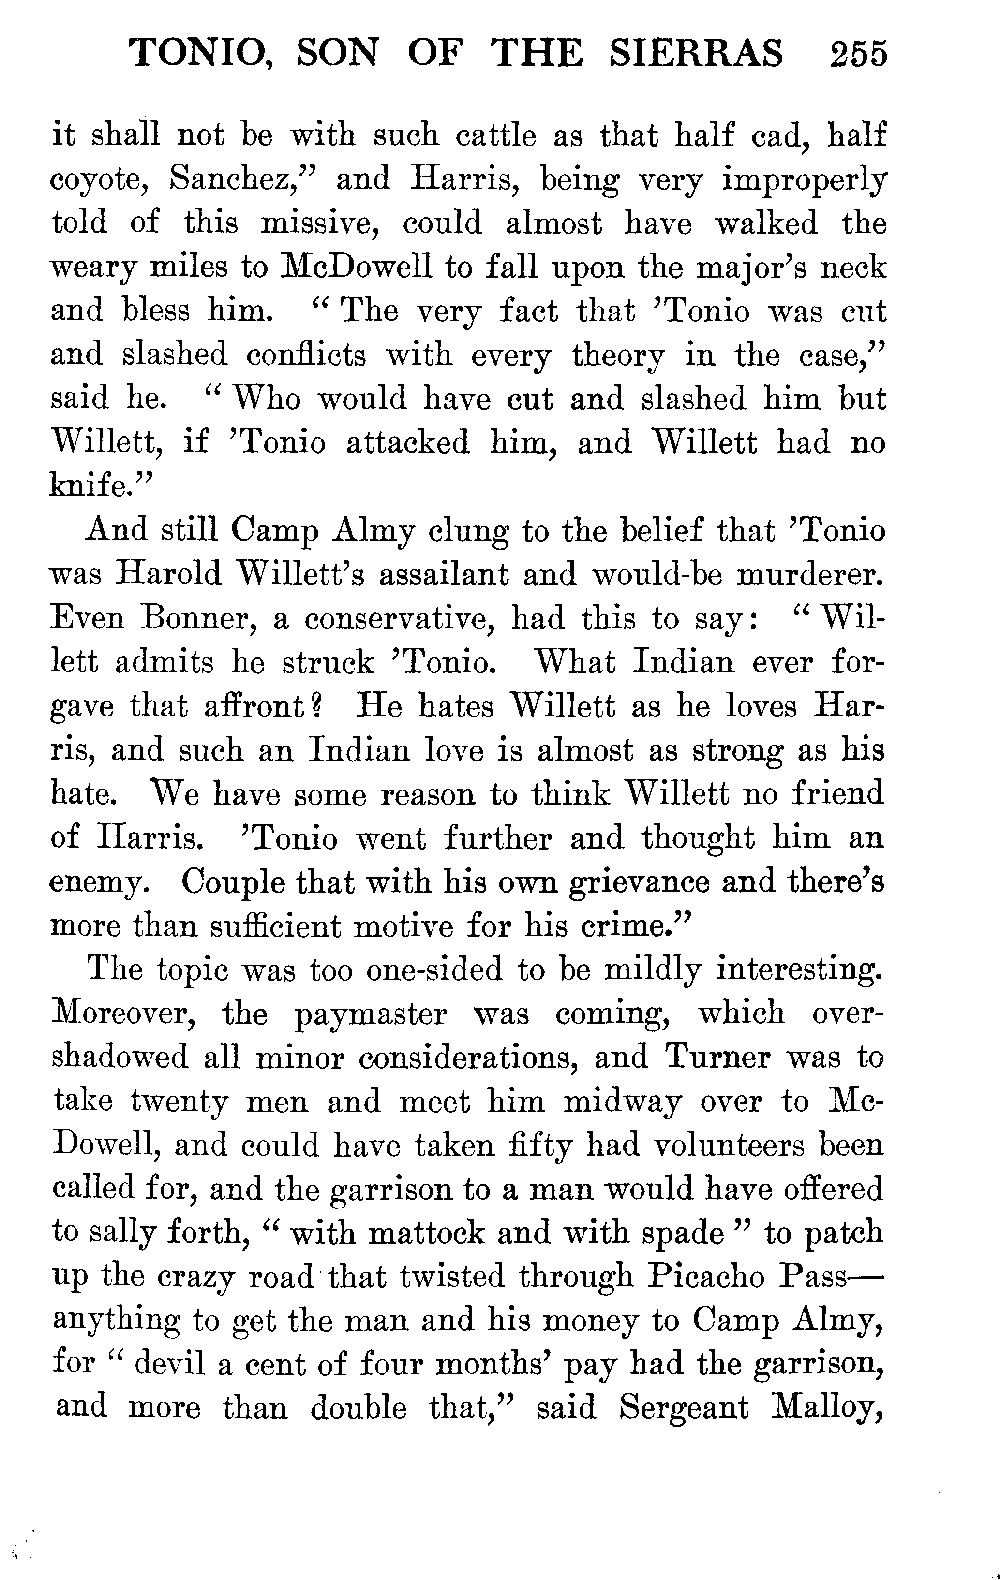 TONIO, SON OF THE SIERRAS 255
it shall not be with such cattle as that half cad, half
coyote, Sanchez,” and Harris, being very improperly
told of this missive, could almost have walked the
weary miles to McDowell to fall upon the major’s neck
and bless him. “ The very fact that ’Tonio was cut
and slashed conflicts with every theory in the case,”
said he. “ Who would have cut and slashed him but
Willett, if ’Tonio attacked him, and Willett had no
knife.”
And still Camp Almy clung to the belief that ’Tonio
was Harold Willett’s assailant and would-be murderer.
Even Bonner, a conservative, had this to say: “ Wil-
lett admits he struck ’Tonio. What Indian ever for-
gave that affront? He hates Willett as he loves Har-
ris, and such an Indian love is almost as strong as his
hate. We have some reason to think Willett no friend
of Harris. ’Tonio went further and thought him an
enemy. Couple that with his own grievance and there’s
more than sufficient motive for his crime.”
The topic was too one-sided to be mildly interesting.
Moreover, the paymaster was coming, which over-
shadowed all minor considerations, and Turner was to
take twenty men and meet him midway over to Mc-
Dowell, and could have taken fifty had volunteers been
called for, and the garrison to a man would have offered
to sally forth, “ with mattock and with spade ” to patch
up the crazy road that twisted through Picacho Pass—
anything to get the man and his money to Camp Almy,
for “ devil a cent of four months’ pay had the garrison,
and more than double that,” said Sergeant Malloy,